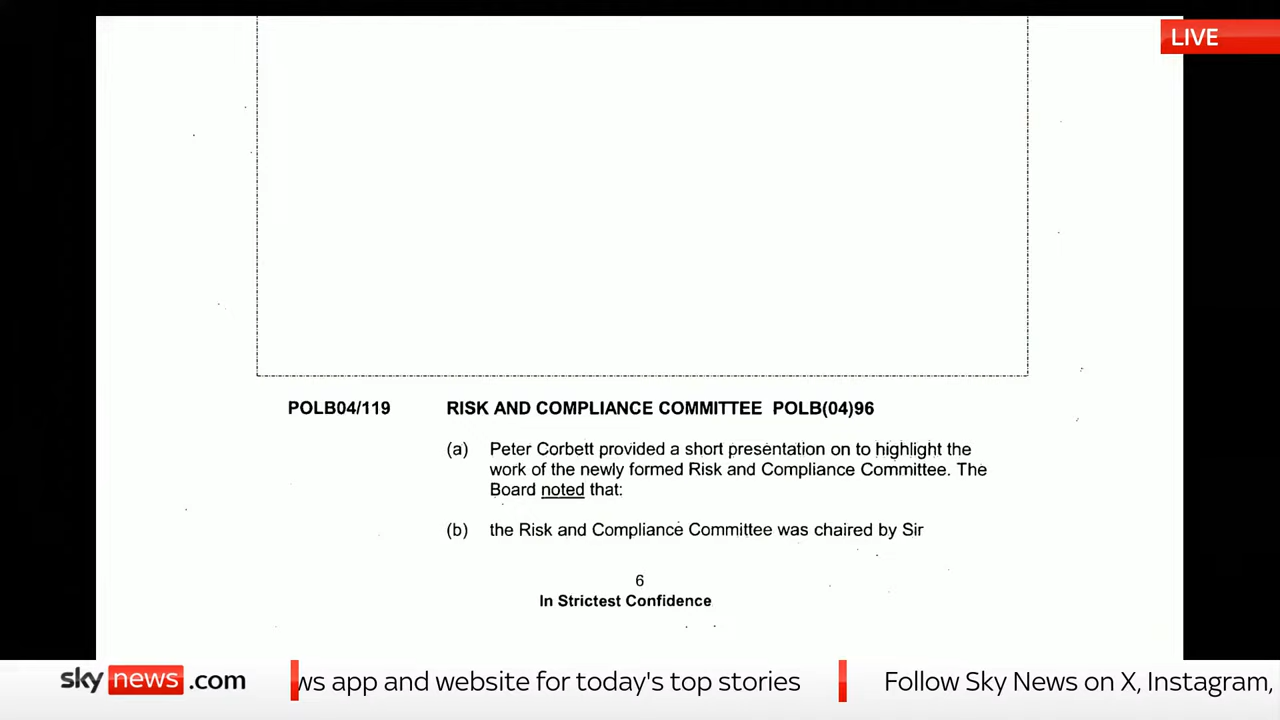 LIVE
POLB04/119 RISK AND COMPLIANCE COMMITTEE POLB(04)96
(a) Peter Corbett provided a short presentation on to highlight the
work of the newly formed Risk and Compliance Committee. The
Board noted that:
(b) the Risk and Compliance Committee was chaired by Sir
6
In Strictest Confidence
sky news .com
ws app and website for today's top stories
Follow Sky News on X, Instagram,